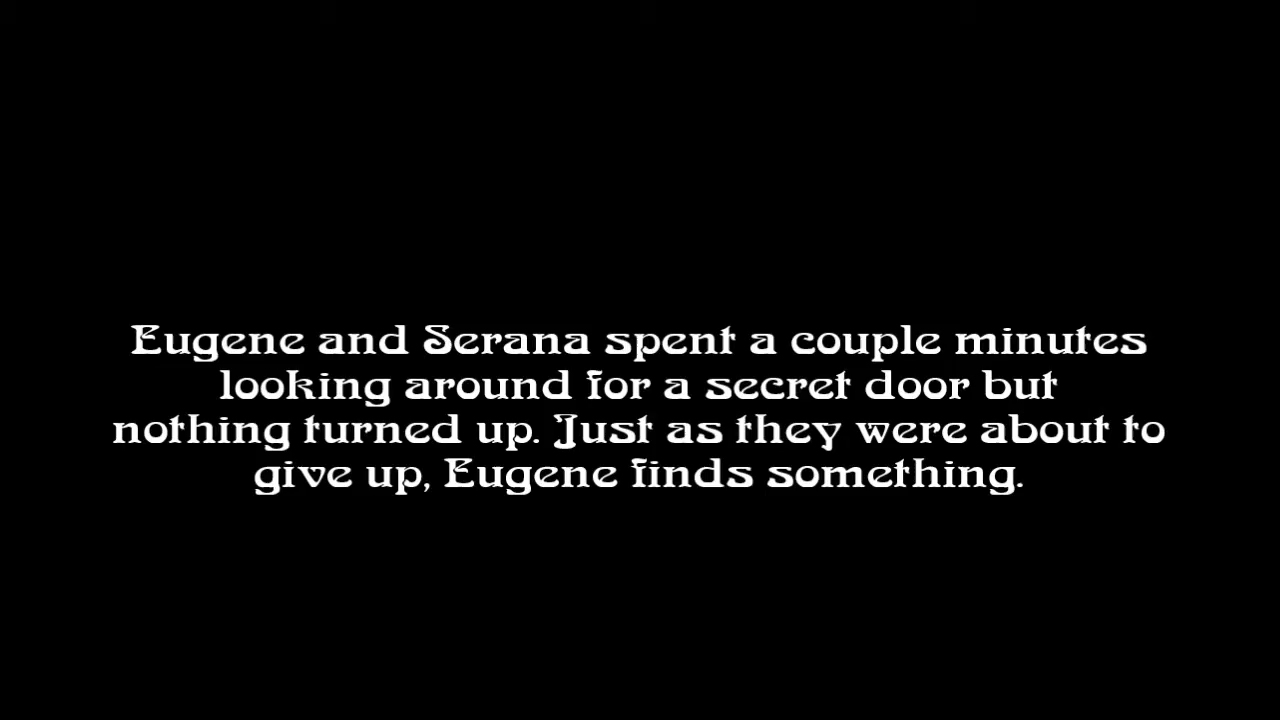 Eugene and Serana spent a couple minutes
looking around for a secret door but
nothing turned up. Just as they were about to
give up, Eugene finds something.